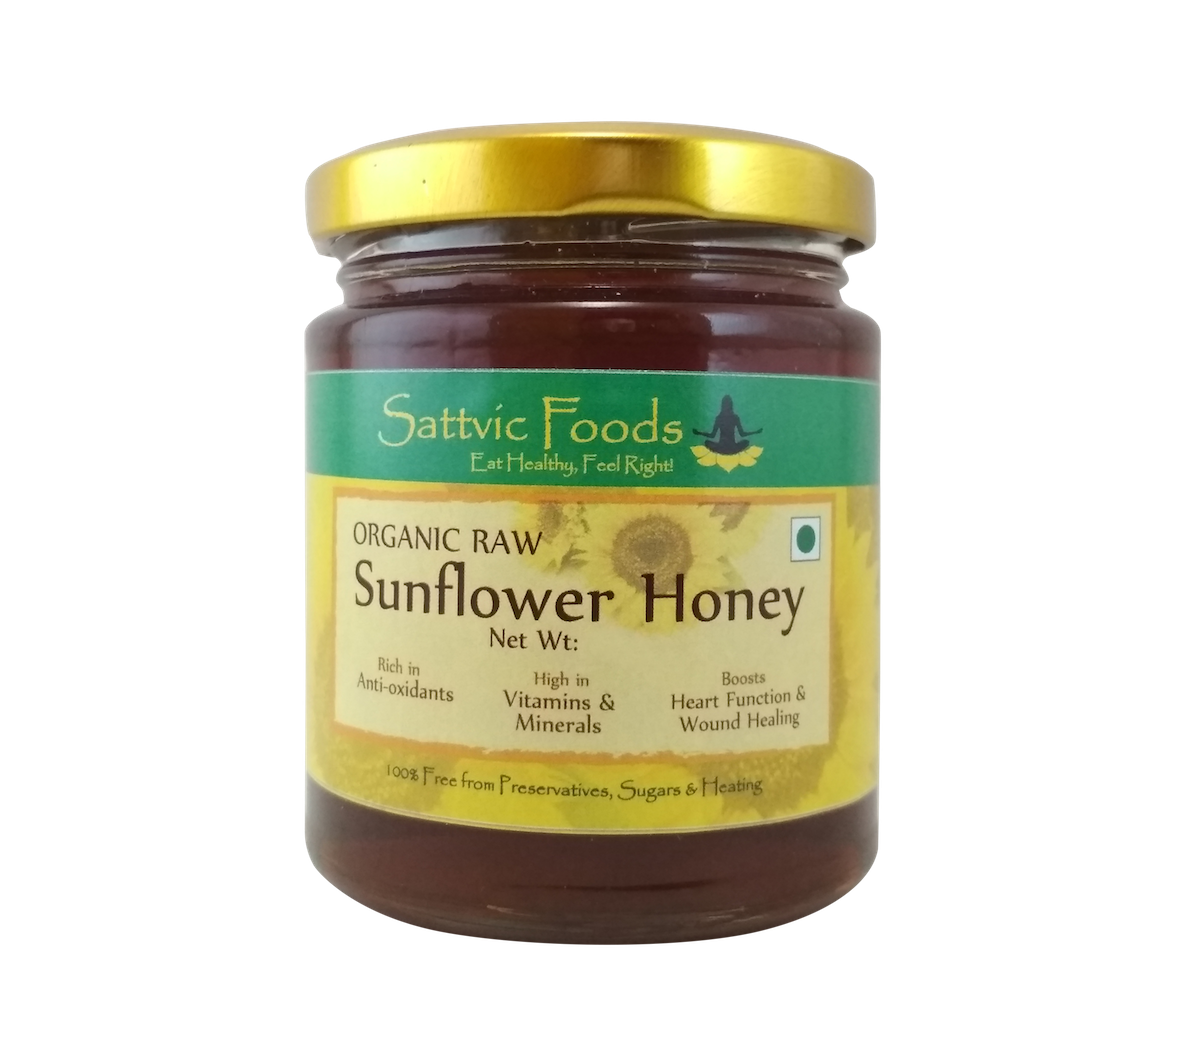 Sattvic Foods
Eat Healthy, Feel Right!
ORGANIC RAW
Sunflower Honey
Net Wt:
Rich in
Anti-oxidants
High in
Vitamins &
Minerals
Boosts
Heart Function &
Wound Healing
100% Free from Preservatives, Sugars & Heating